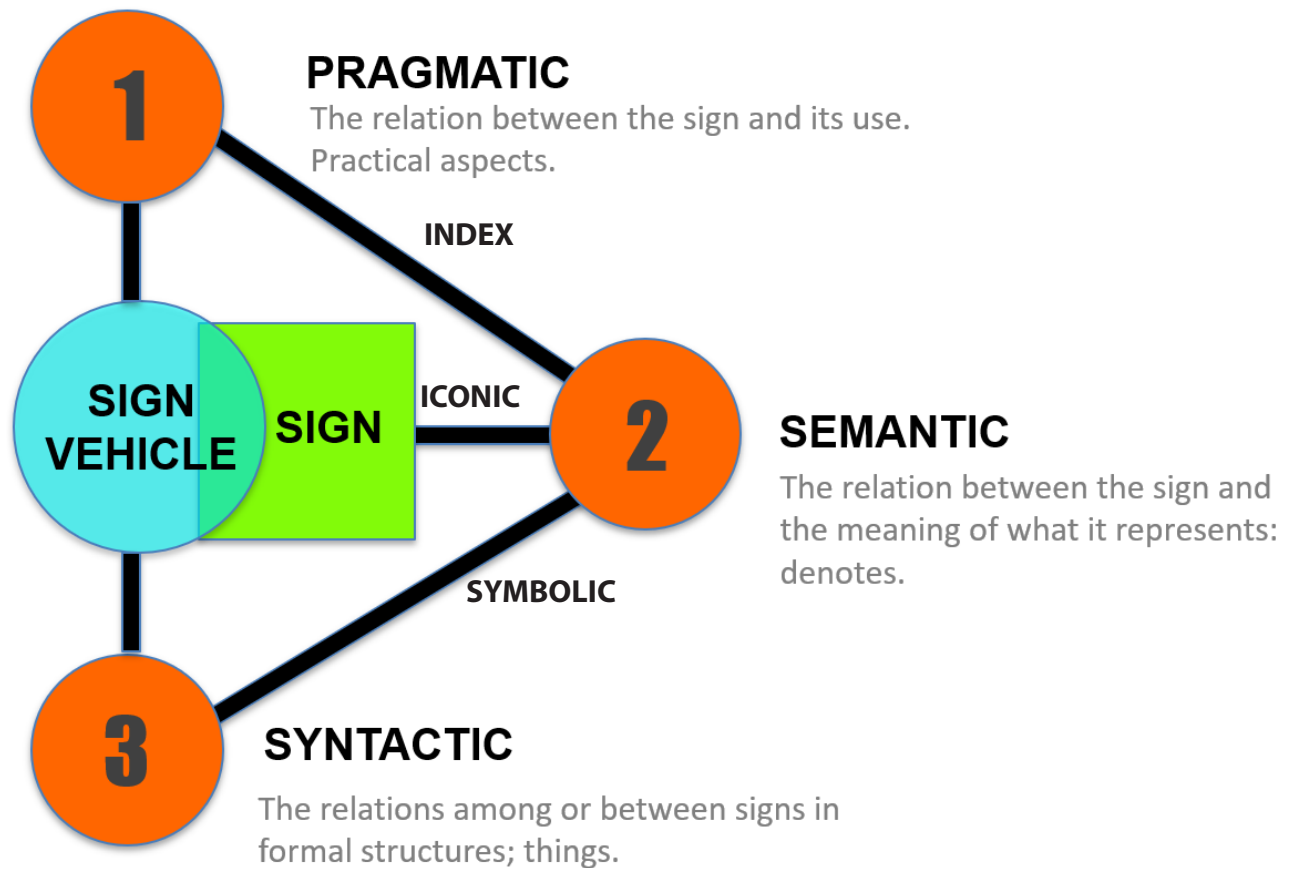 1
PRAGMATIC
The relation between the sign and its use.
Practical aspects.
INDEX
SIGN
VEHICLE
SIGN
ICONIC
2
SEMANTIC
The relation between the sign and
the meaning of what it represents:
denotes.
SYMBOLIC
3
SYNTACTIC
The relations among or between signs in
formal structures; things.